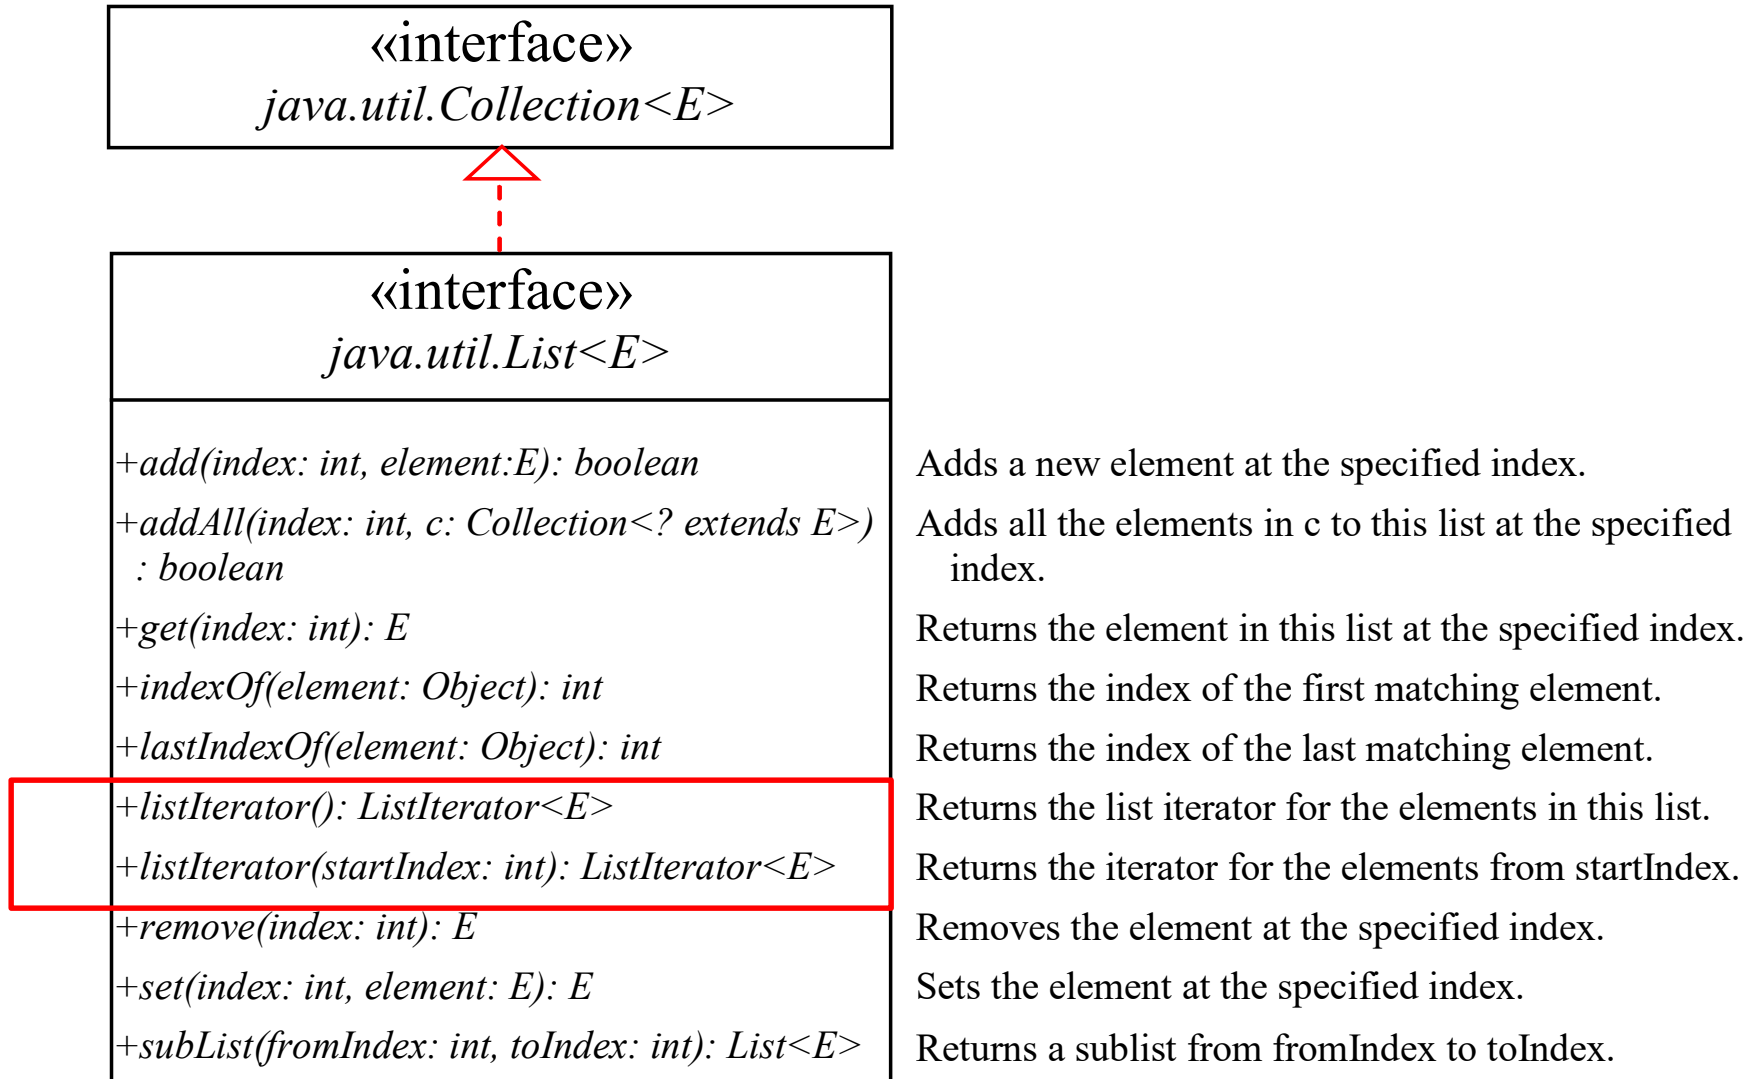 «interface»
java.util.Collection<E>
«interface»
java.util.List<E>
+add(index: int, element:E): boolean
Adds a new element at the specified index.
+addAll(index: int, c: Collection<? extends E>)
: boolean
Adds all the elements in c to this list at the specified
index.
+get(index: int): E
Returns the element in this list at the specified index.
+indexOf(element: Object): int
Returns the index of the first matching element.
+lastIndexOf(element: Object): int
Returns the index of the last matching element.
+listIterator(): ListIterator<E>
Returns the list iterator for the elements in this list.
+listIterator(startIndex: int): ListIterator<E>
Returns the iterator for the elements from startIndex.
+remove(index: int): E
Removes the element at the specified index.
+set(index: int, element: E): E
Sets the element at the specified index.
+subList(fromIndex: int, toIndex: int): List<E>
Returns a sublist from fromIndex to toIndex.